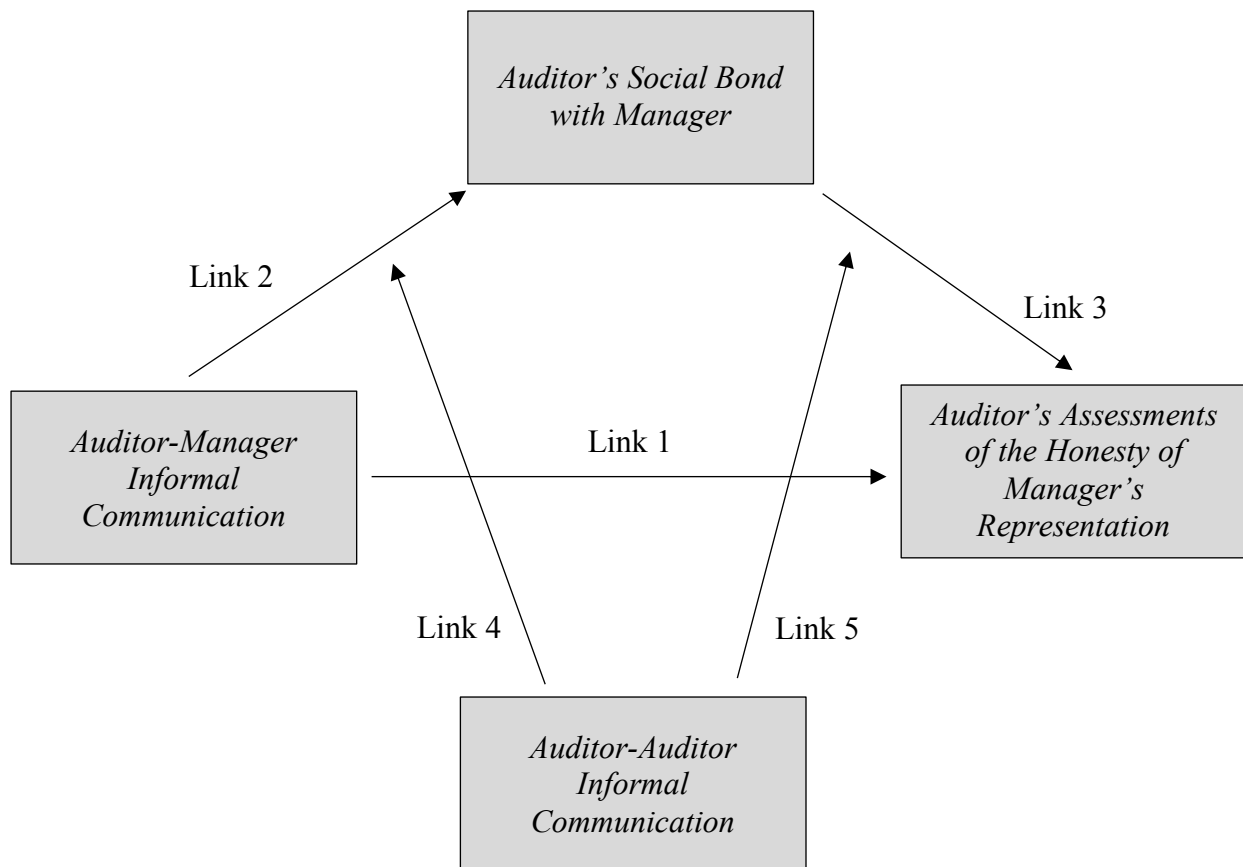 Auditor’s Social Bond
with Manager
Link 2
Link 3
Auditor-Manager
Informal
Communication
Link 1
Auditor’s Assessments
of the Honesty of
Manager’s
Representation
Link 4
Link 5
Auditor-Auditor
Informal
Communication